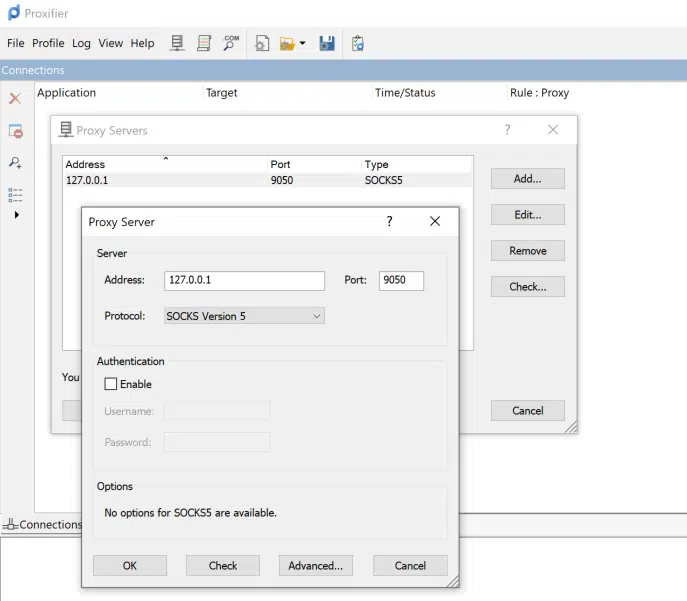 Proxifier
File Profile Log View Help .COM
Connections
Application Target Time/Status Rule : Proxy
Proxy Servers ?
Address Port Type
127.0.0.1 9050 SOCKS5
Add...
Edit...
Remove
Check...
You
Cancel
Proxy Server ?
Server
Address: 127.0.0.1 Port: 9050
Protocol: SOCKS Version 5
Authentication
Enable
Username:
Password:
Options
No options for SOCKS5 are available.
OK Check Advanced... Cancel
Connections